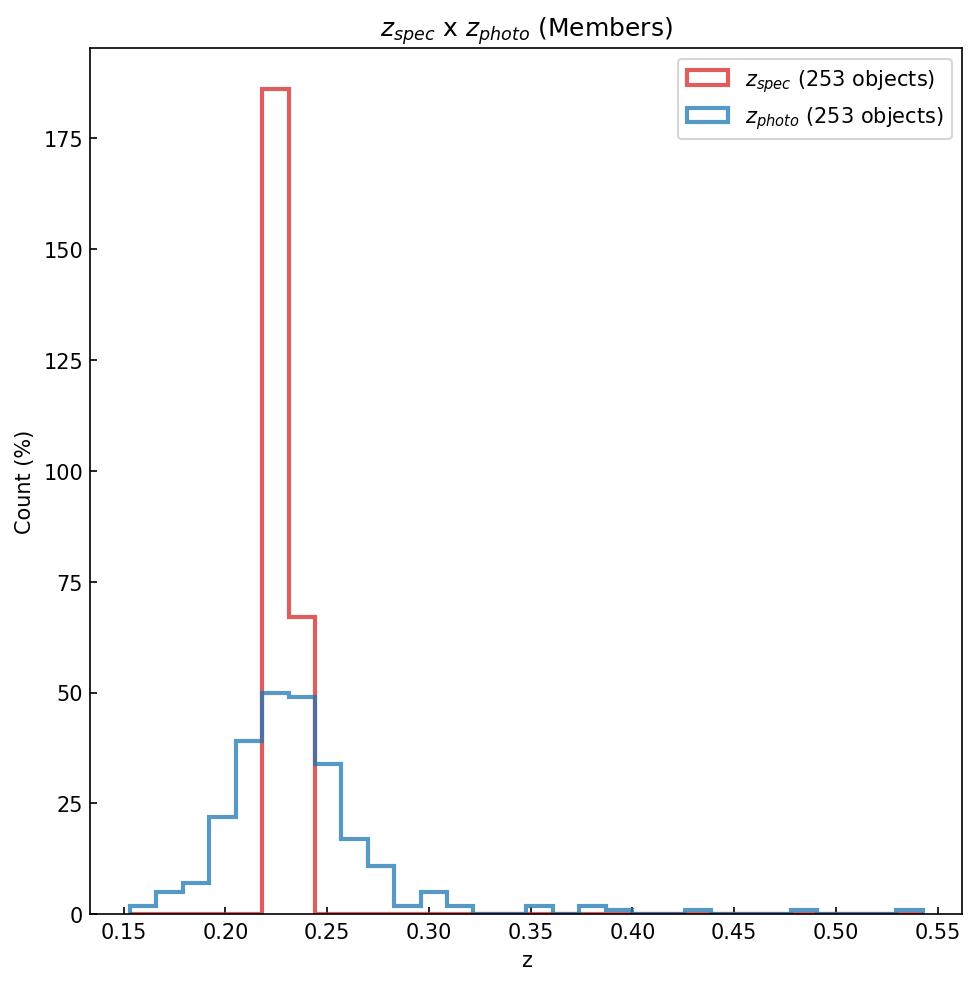 z_spec x z_photo (Members)
z_spec (253 objects)
z_photo (253 objects)
Count (%)
175
150
125
100
75
50
25
0
0.15 0.20 0.25 0.30 0.35 0.40 0.45 0.50 0.55
z